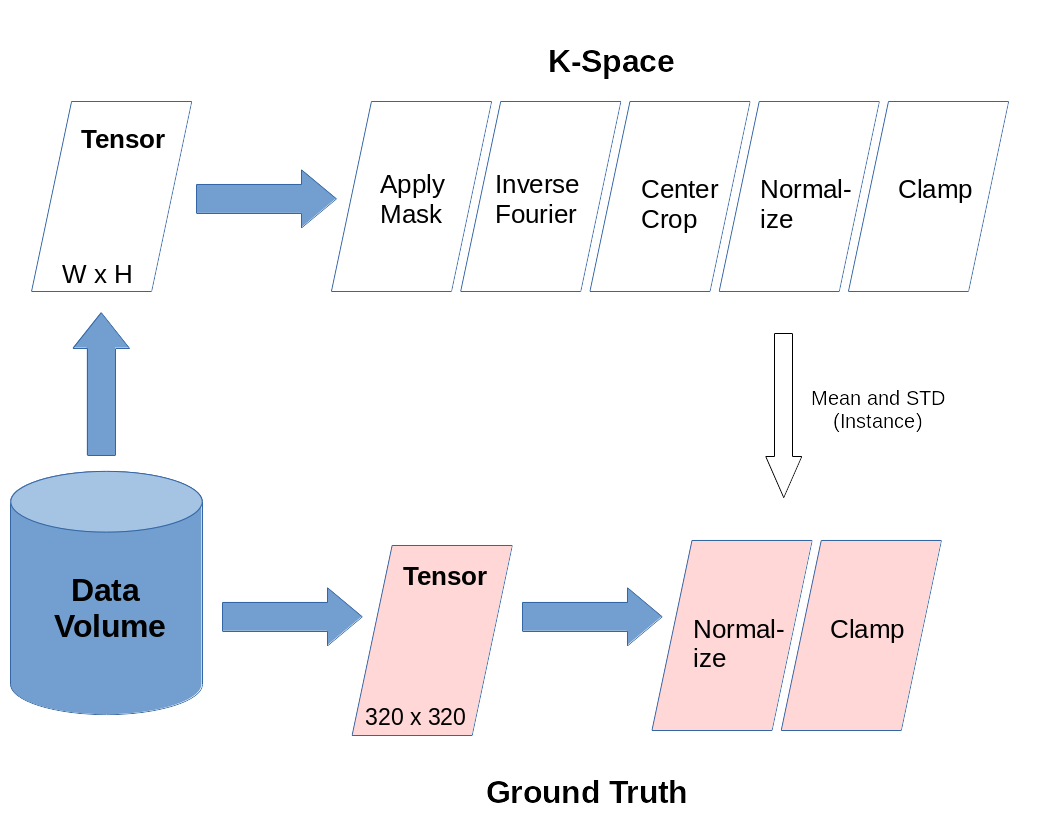 K-Space
Tensor
W x H
Apply
Mask
Inverse
Fourier
Center
Crop
Normal-
ize
Clamp
Mean and STD
(Instance)
Data
Volume
Tensor
320 x 320
Normal-
ize
Clamp
Ground Truth